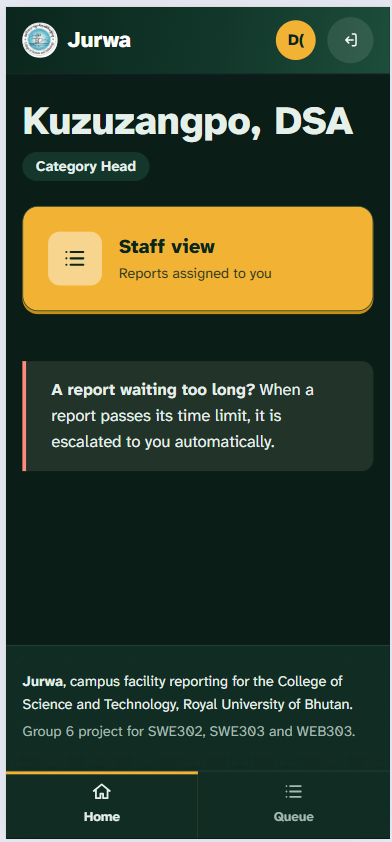 Jurwa
D(
Kuzuzangpo, DSA
Category Head
Staff view
Reports assigned to you
A report waiting too long? When a
report passes its time limit, it is
escalated to you automatically.
Jurwa, campus facility reporting for the College of
Science and Technology, Royal University of Bhutan.
Group 6 project for SWE302, SWE303 and WEB303.
Home
Queue